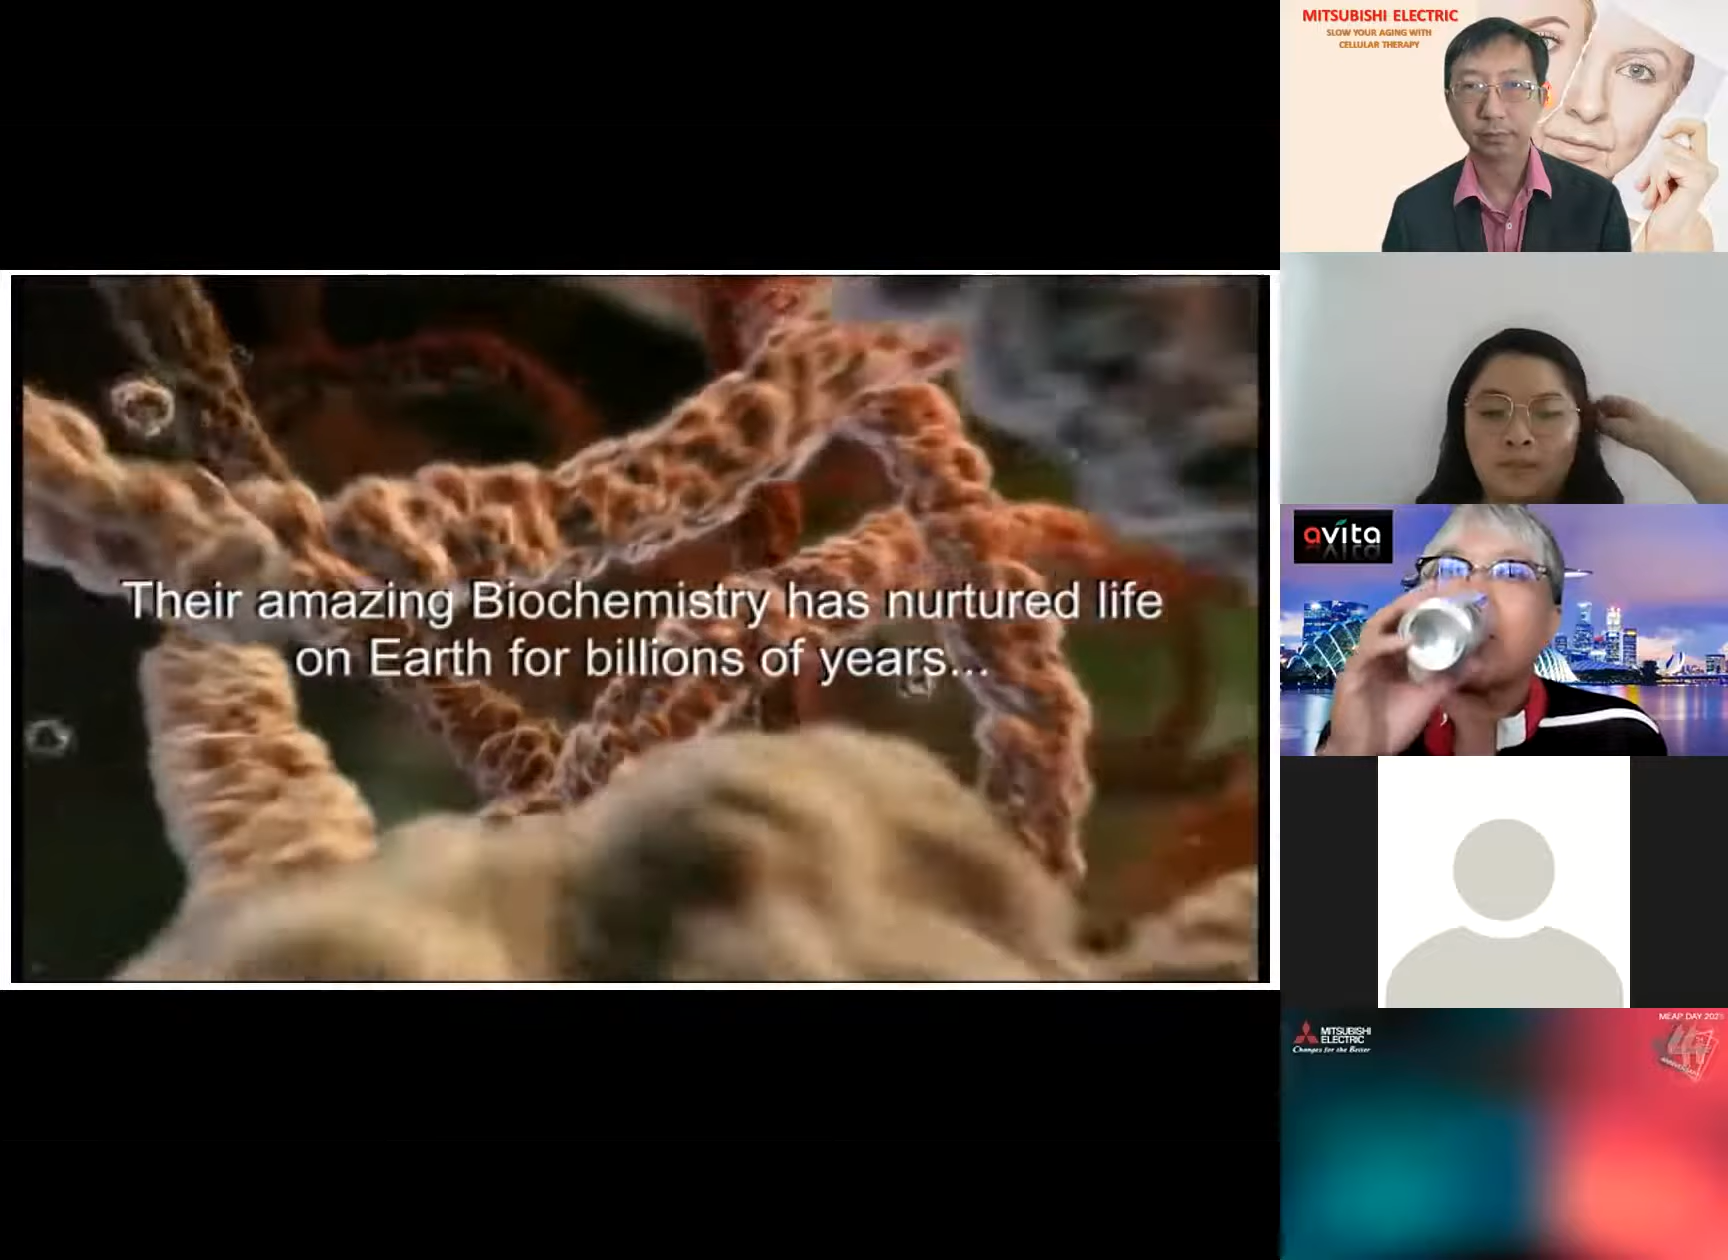 Their amazing Biochemistry has nurtured life
on Earth for billions of years...
MITSUBISHI ELECTRIC
SLOW YOUR AGING WITH
CELLULAR THERAPY
avita
MITSUBISHI
ELECTRIC
Changes for the Better
MEAP DAY 202